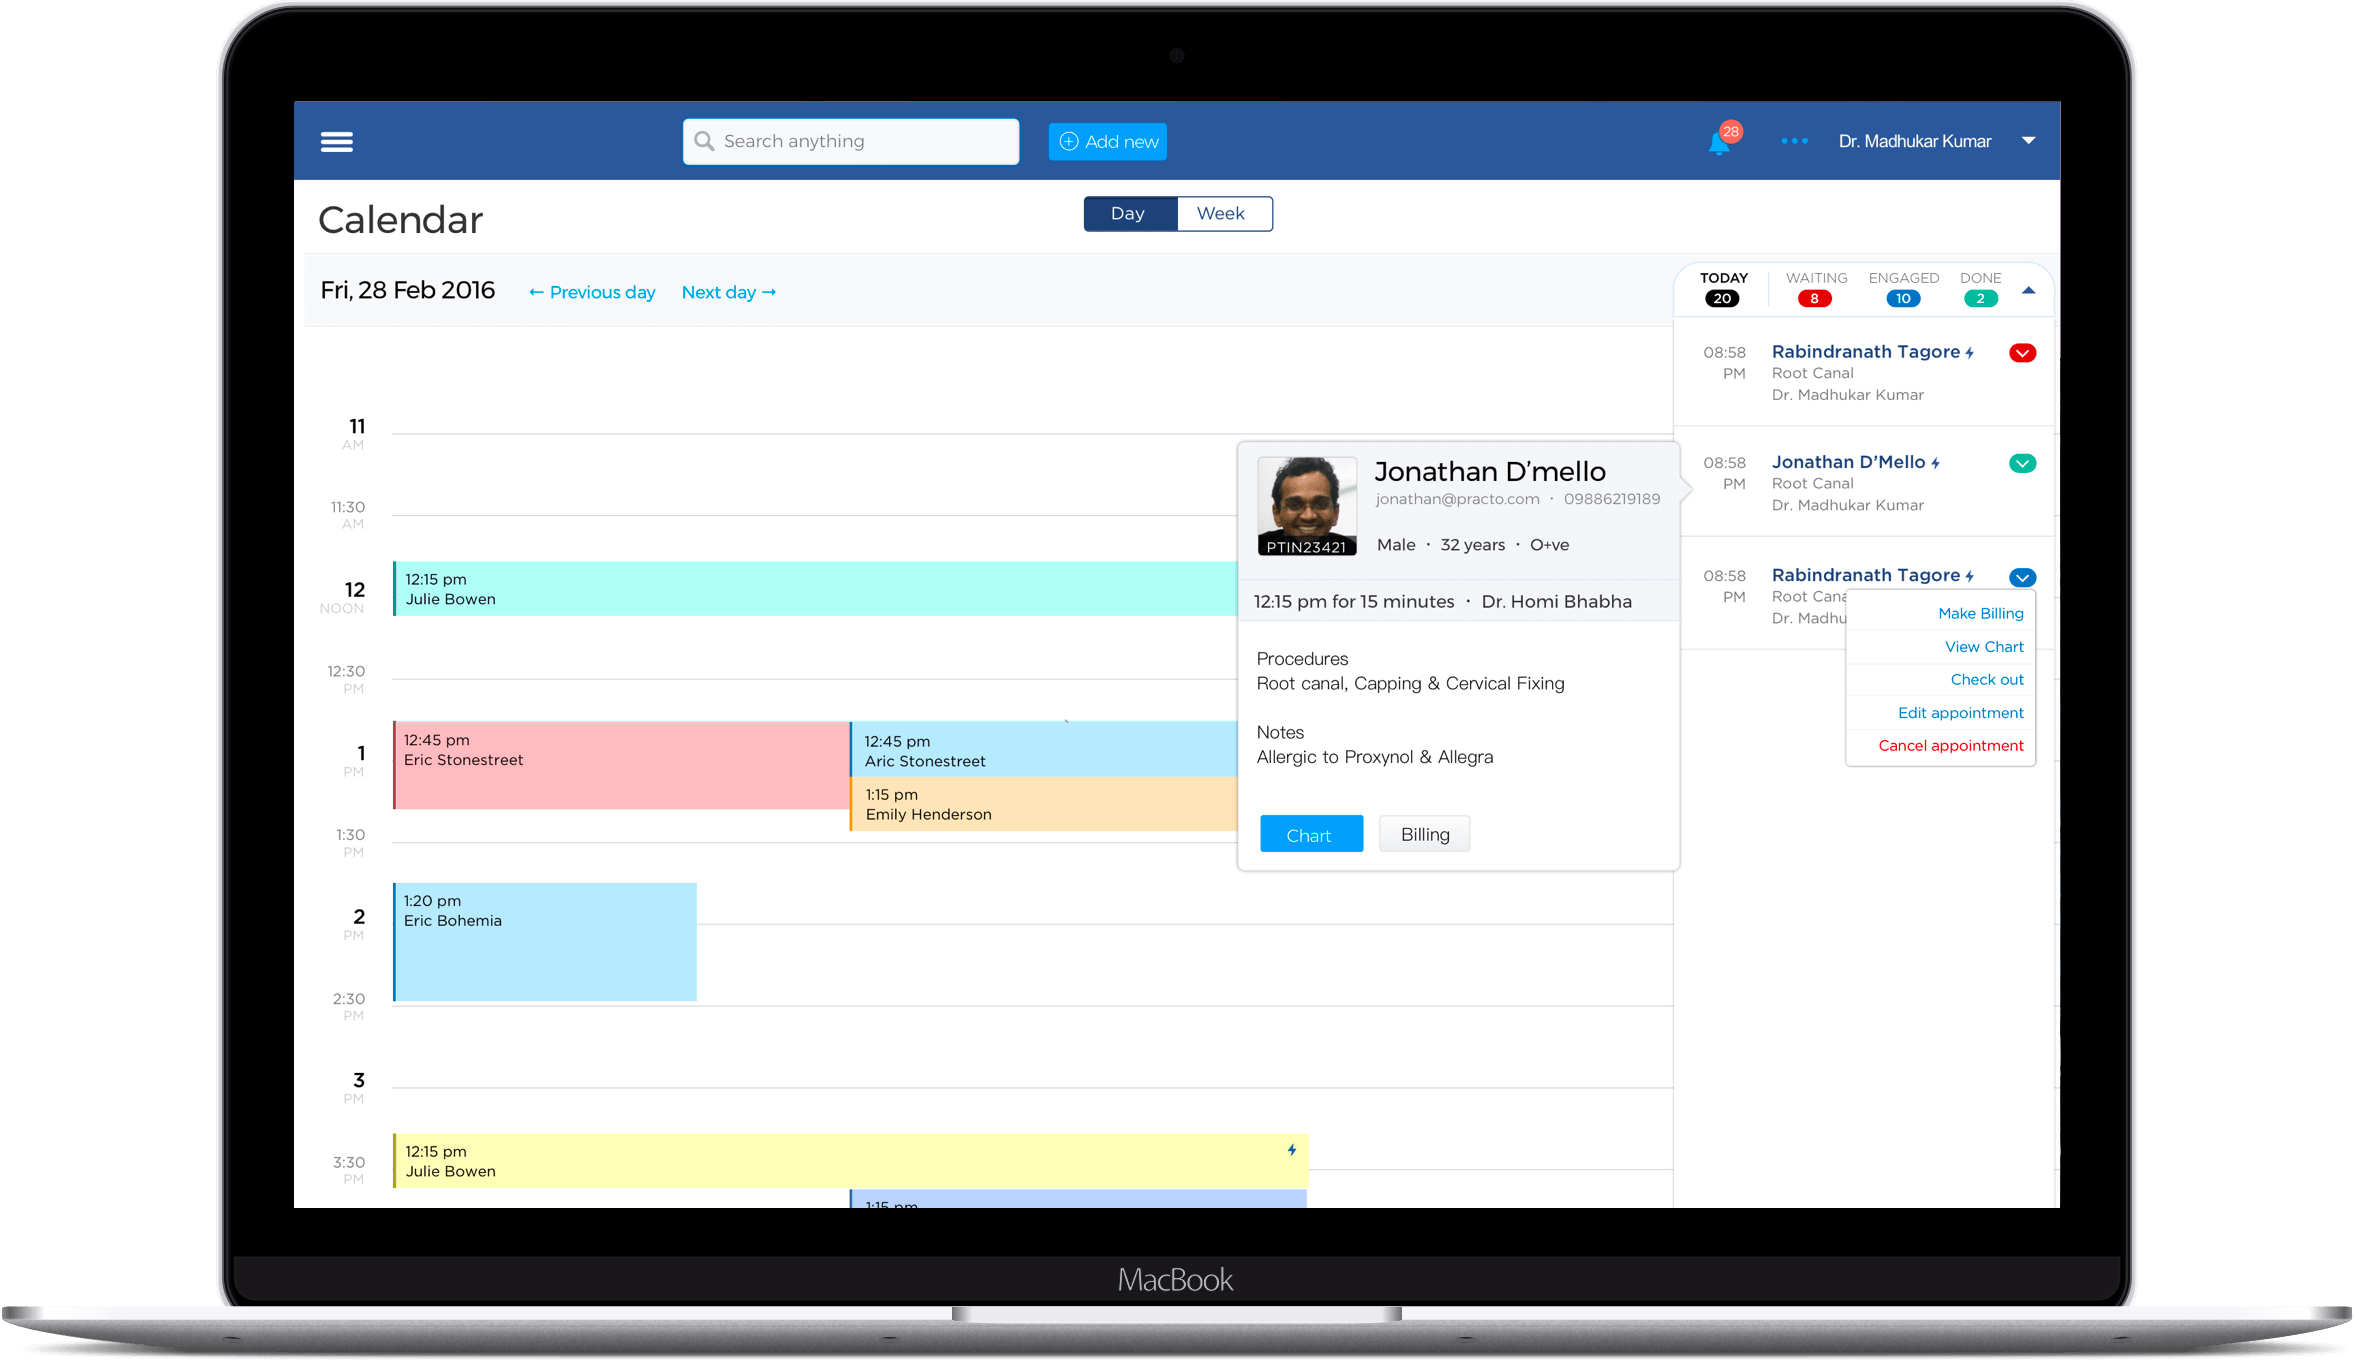 Search anything
Add new
28
Dr. Madhukar Kumar
Calendar
Day
Week
Fri, 28 Feb 2016
← Previous day
Next day →
TODAY
20
WAITING
8
ENGAGED
10
DONE
2
11
AM
11:30
AM
12
NOON
12:30
PM
1
PM
1:30
PM
2
PM
2:30
PM
3
PM
3:30
PM
12:15 pm
Julie Bowen
12:45 pm
Eric Stonestreet
12:45 pm
Aric Stonestreet
1:15 pm
Emily Henderson
1:20 pm
Eric Bohemia
12:15 pm
Julie Bowen
1:15 pm
PTIN23421
Jonathan D'mello
jonathan@practo.com · 09886219189
Male · 32 years · O+ve
12:15 pm for 15 minutes · Dr. Homi Bhabha
Procedures
Root canal, Capping & Cervical Fixing
Notes
Allergic to Proxynol & Allegra
Chart
Billing
08:58
PM
Rabindranath Tagore
Root Canal
Dr. Madhukar Kumar
08:58
PM
Jonathan D’Mello
Root Canal
Dr. Madhukar Kumar
08:58
PM
Rabindranath Tagore
Root Cana
Dr. Madhu
Make Billing
View Chart
Check out
Edit appointment
Cancel appointment
MacBook